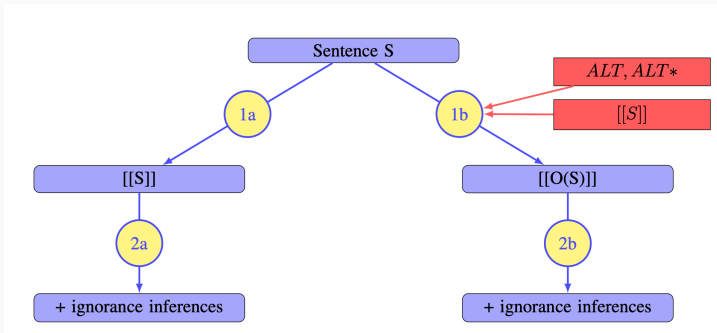 Sentence S
ALT, ALT*
1a
1b
[[S]]
[[S]]
[[O(S)]]
2a
2b
+ ignorance inferences
+ ignorance inferences